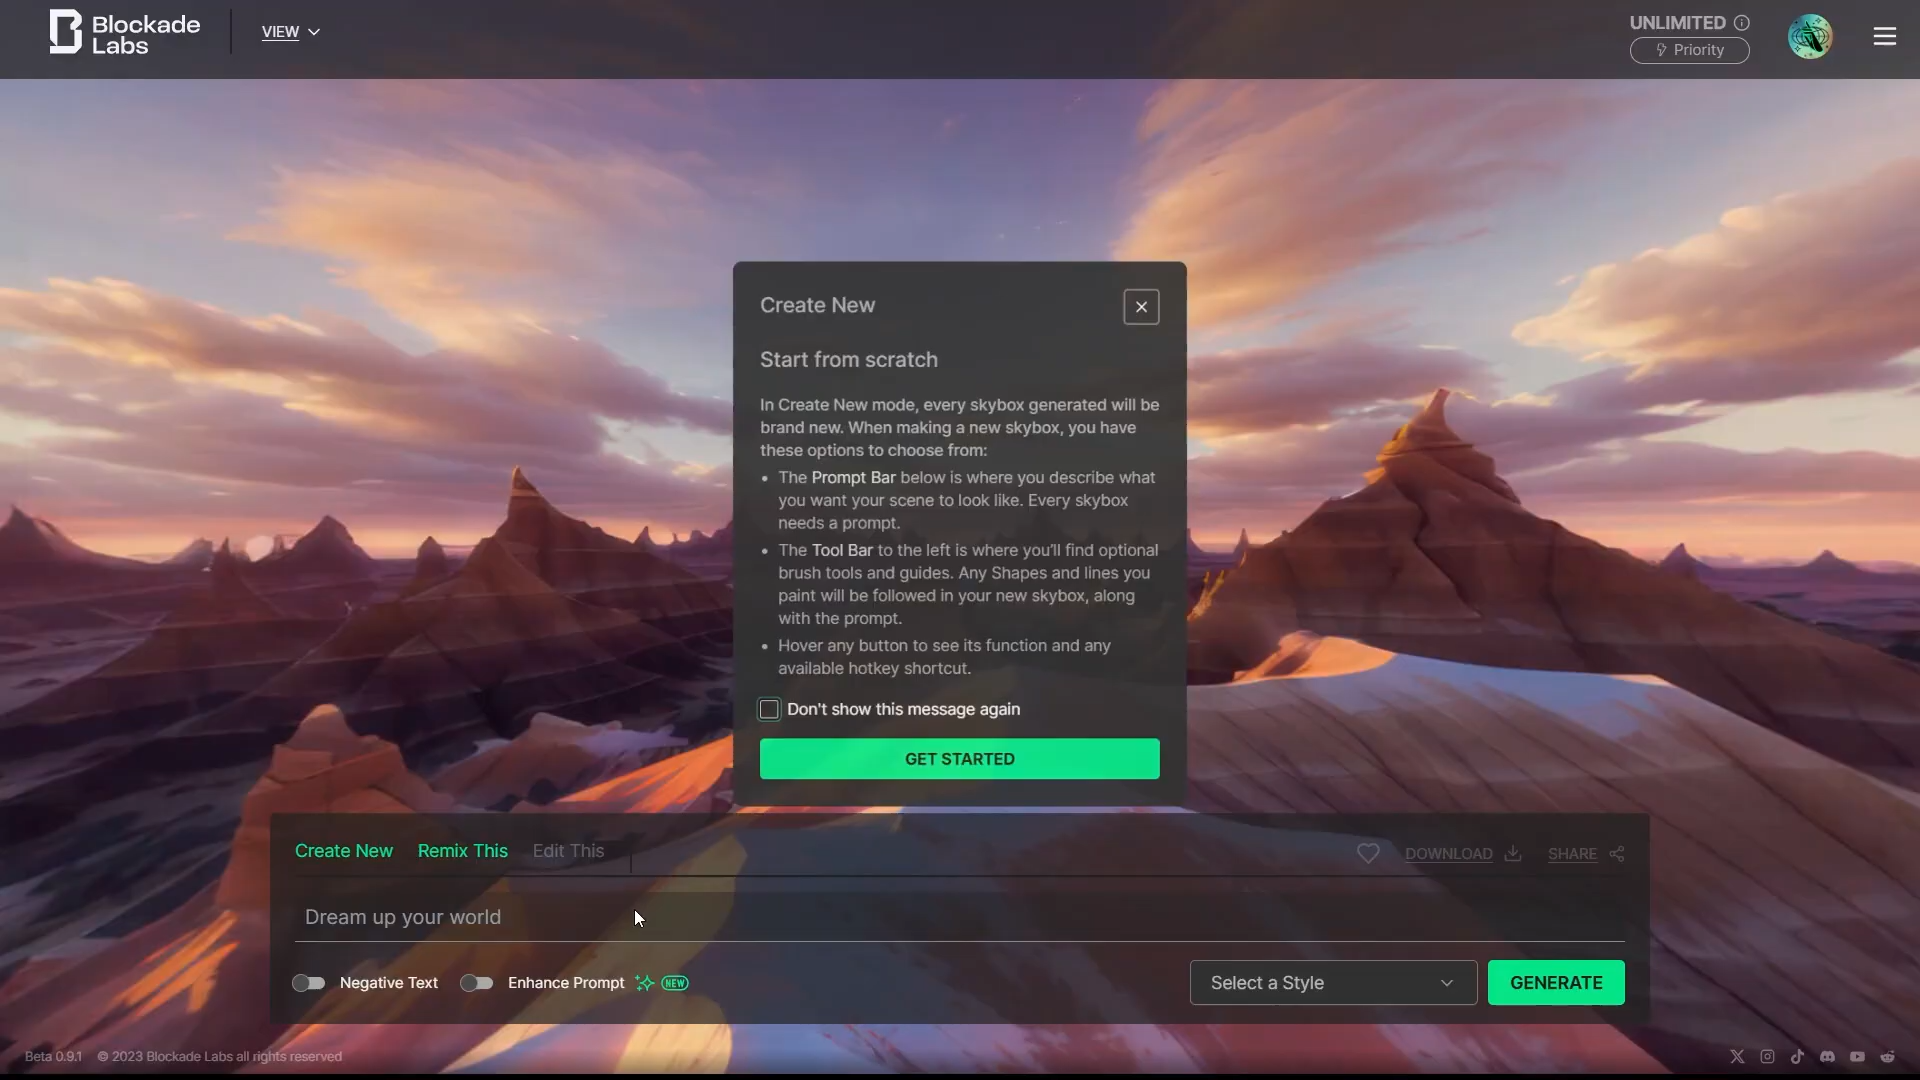 Blockade
Labs
VIEW
UNLIMITED
Priority
Create New
Start from scratch
In Create New mode, every skybox generated will be
brand new. When making a new skybox, you have
these options to choose from:
• The Prompt Bar below is where you describe what
you want your scene to look like. Every skybox
needs a prompt.
• The Tool Bar to the left is where you'll find optional
brush tools and guides. Any Shapes and lines you
paint will be followed in your new skybox, along
with the prompt.
• Hover any button to see its function and any
available hotkey shortcut.
Don't show this message again
GET STARTED
Create New Remix This Edit This
DOWNLOAD SHARE
Dream up your world
Negative Text Enhance Prompt NEW
Select a Style
GENERATE
Beta 0.9.1 © 2023 Blockade Labs all rights reserved